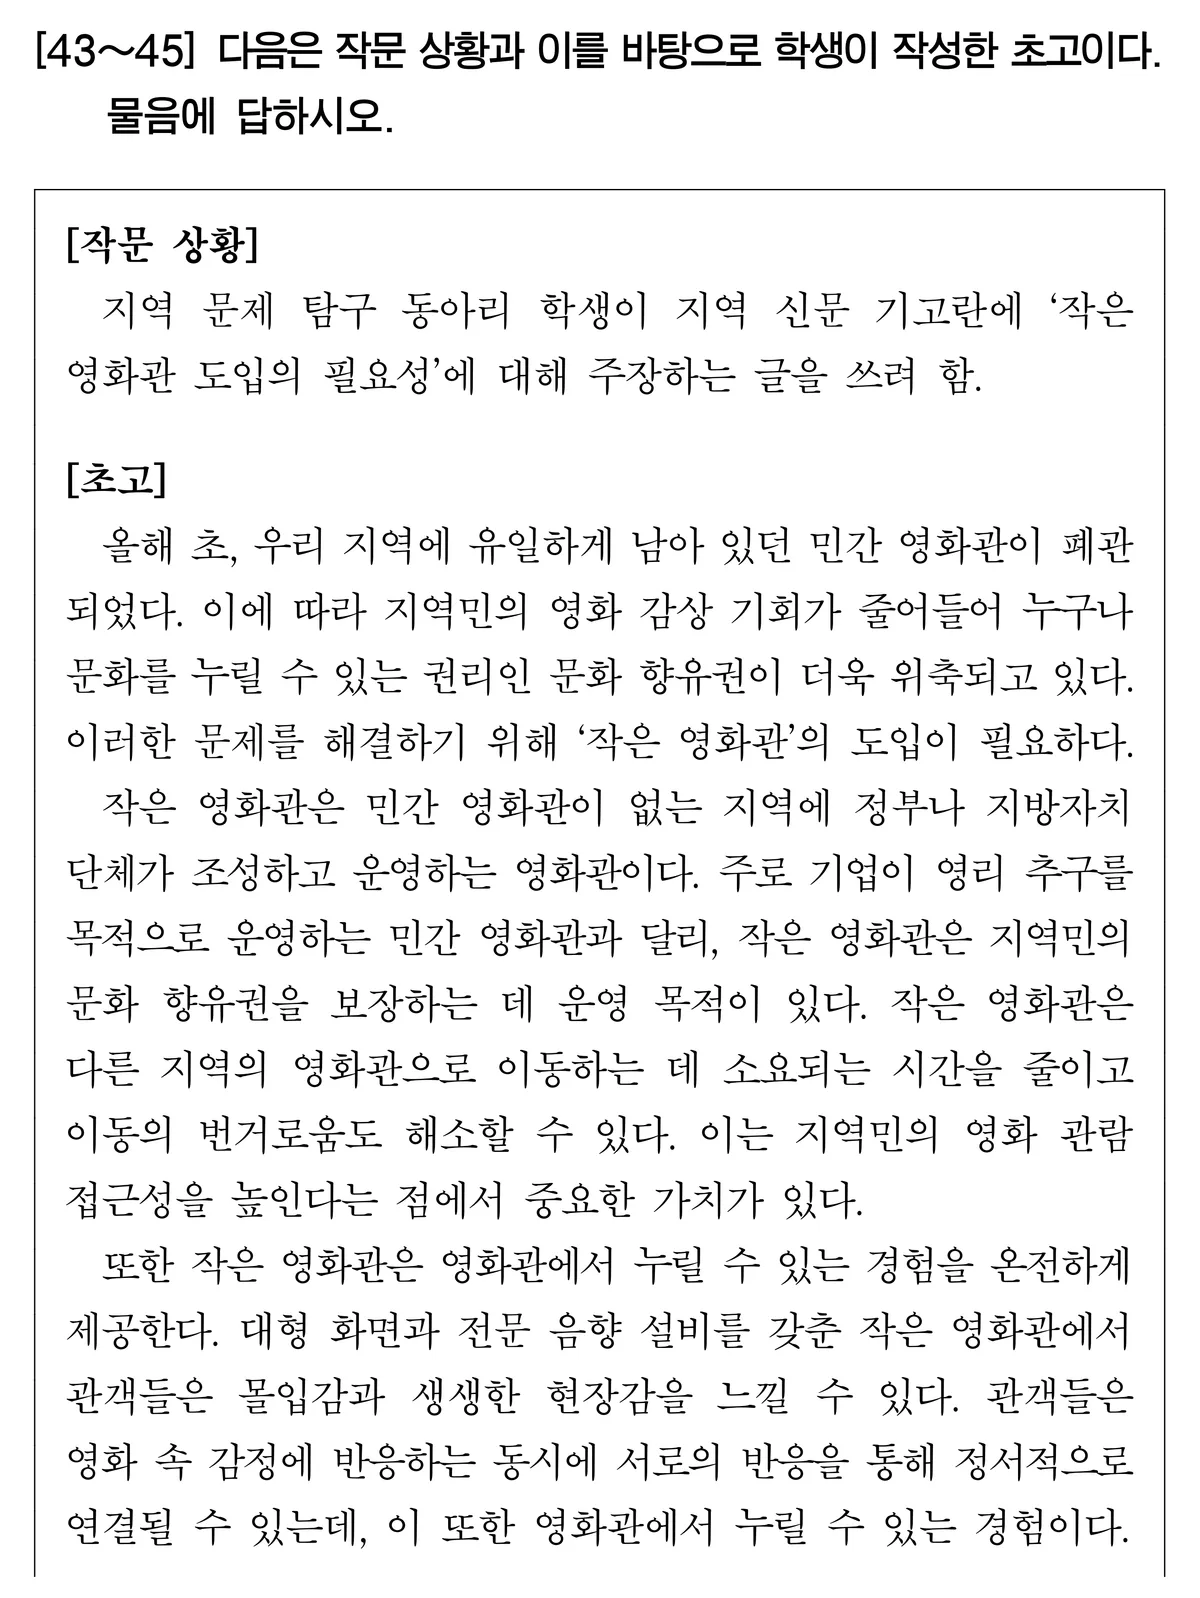 [43~45] 다음은 작문 상황과 이를 바탕으로 학생이 작성한 초고이다.
물음에 답하시오.
[작문 상황]
지역 문제 탐구 동아리 학생이 지역 신문 기고란에 ‘작은
영화관 도입의 필요성’에 대해 주장하는 글을 쓰려 함.
[초고]
올해 초, 우리 지역에 유일하게 남아 있던 민간 영화관이 폐관
되었다. 이에 따라 지역민의 영화 감상 기회가 줄어들어 누구나
문화를 누릴 수 있는 권리인 문화 향유권이 더욱 위축되고 있다.
이러한 문제를 해결하기 위해 ‘작은 영화관’의 도입이 필요하다.
작은 영화관은 민간 영화관이 없는 지역에 정부나 지방자치
단체가 조성하고 운영하는 영화관이다. 주로 기업이 영리 추구를
목적으로 운영하는 민간 영화관과 달리, 작은 영화관은 지역민의
문화 향유권을 보장하는 데 운영 목적이 있다. 작은 영화관은
다른 지역의 영화관으로 이동하는 데 소요되는 시간을 줄이고
이동의 번거로움도 해소할 수 있다. 이는 지역민의 영화 관람
접근성을 높인다는 점에서 중요한 가치가 있다.
또한 작은 영화관은 영화관에서 누릴 수 있는 경험을 온전하게
제공한다. 대형 화면과 전문 음향 설비를 갖춘 작은 영화관에서
관객들은 몰입감과 생생한 현장감을 느낄 수 있다. 관객들은
영화 속 감정에 반응하는 동시에 서로의 반응을 통해 정서적으로
연결될 수 있는데, 이 또한 영화관에서 누릴 수 있는 경험이다.